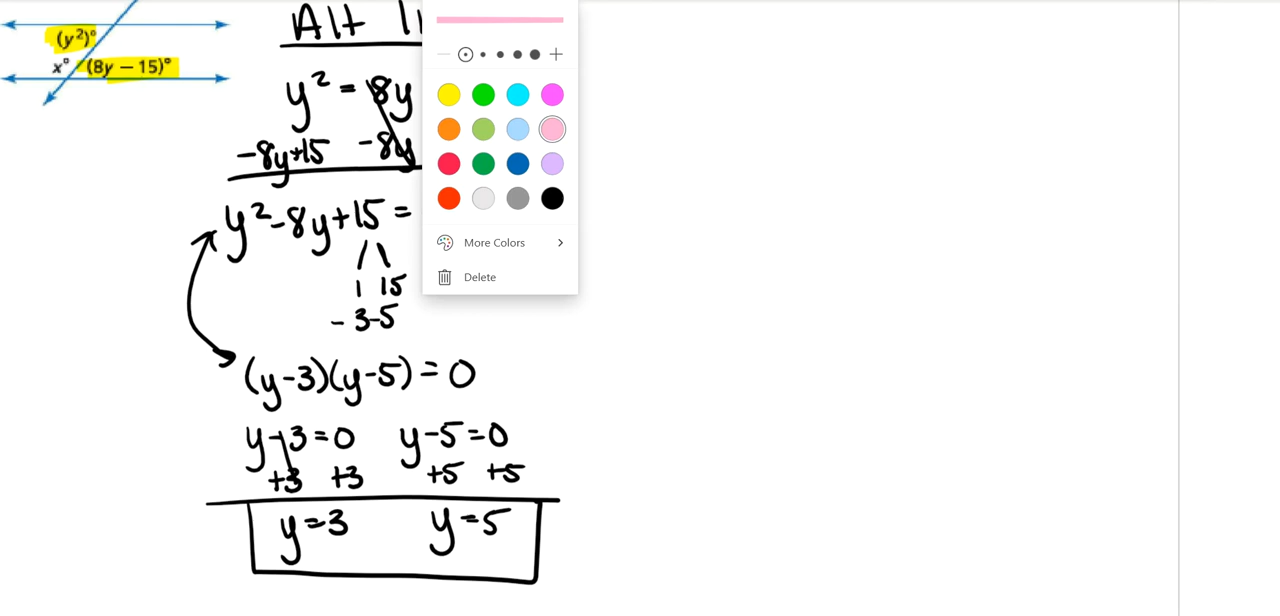 Alt
(y²)°
x° (8y – 15)°
y² = 8y
-8y+15 -8y
y²-8y+15 =
1 15
-3-5
(y-3)(y-5)=0
y-3=0 y-5=0
+3 +3 +5 +5
y=3 y=5
More Colors
Delete